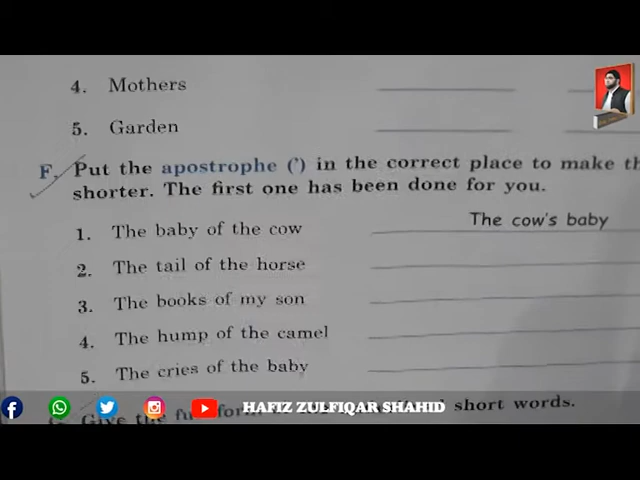 4. Mothers
5. Garden
F. Put the apostrophe (’) in the correct place to make th
shorter. The first one has been done for you.
1. The baby of the cow The cow's baby
2. The tail of the horse
3. The books of my son
4. The hump of the camel
5. The cries of the baby
HAFIZ ZULFIQAR SHAHID
Give the short words.